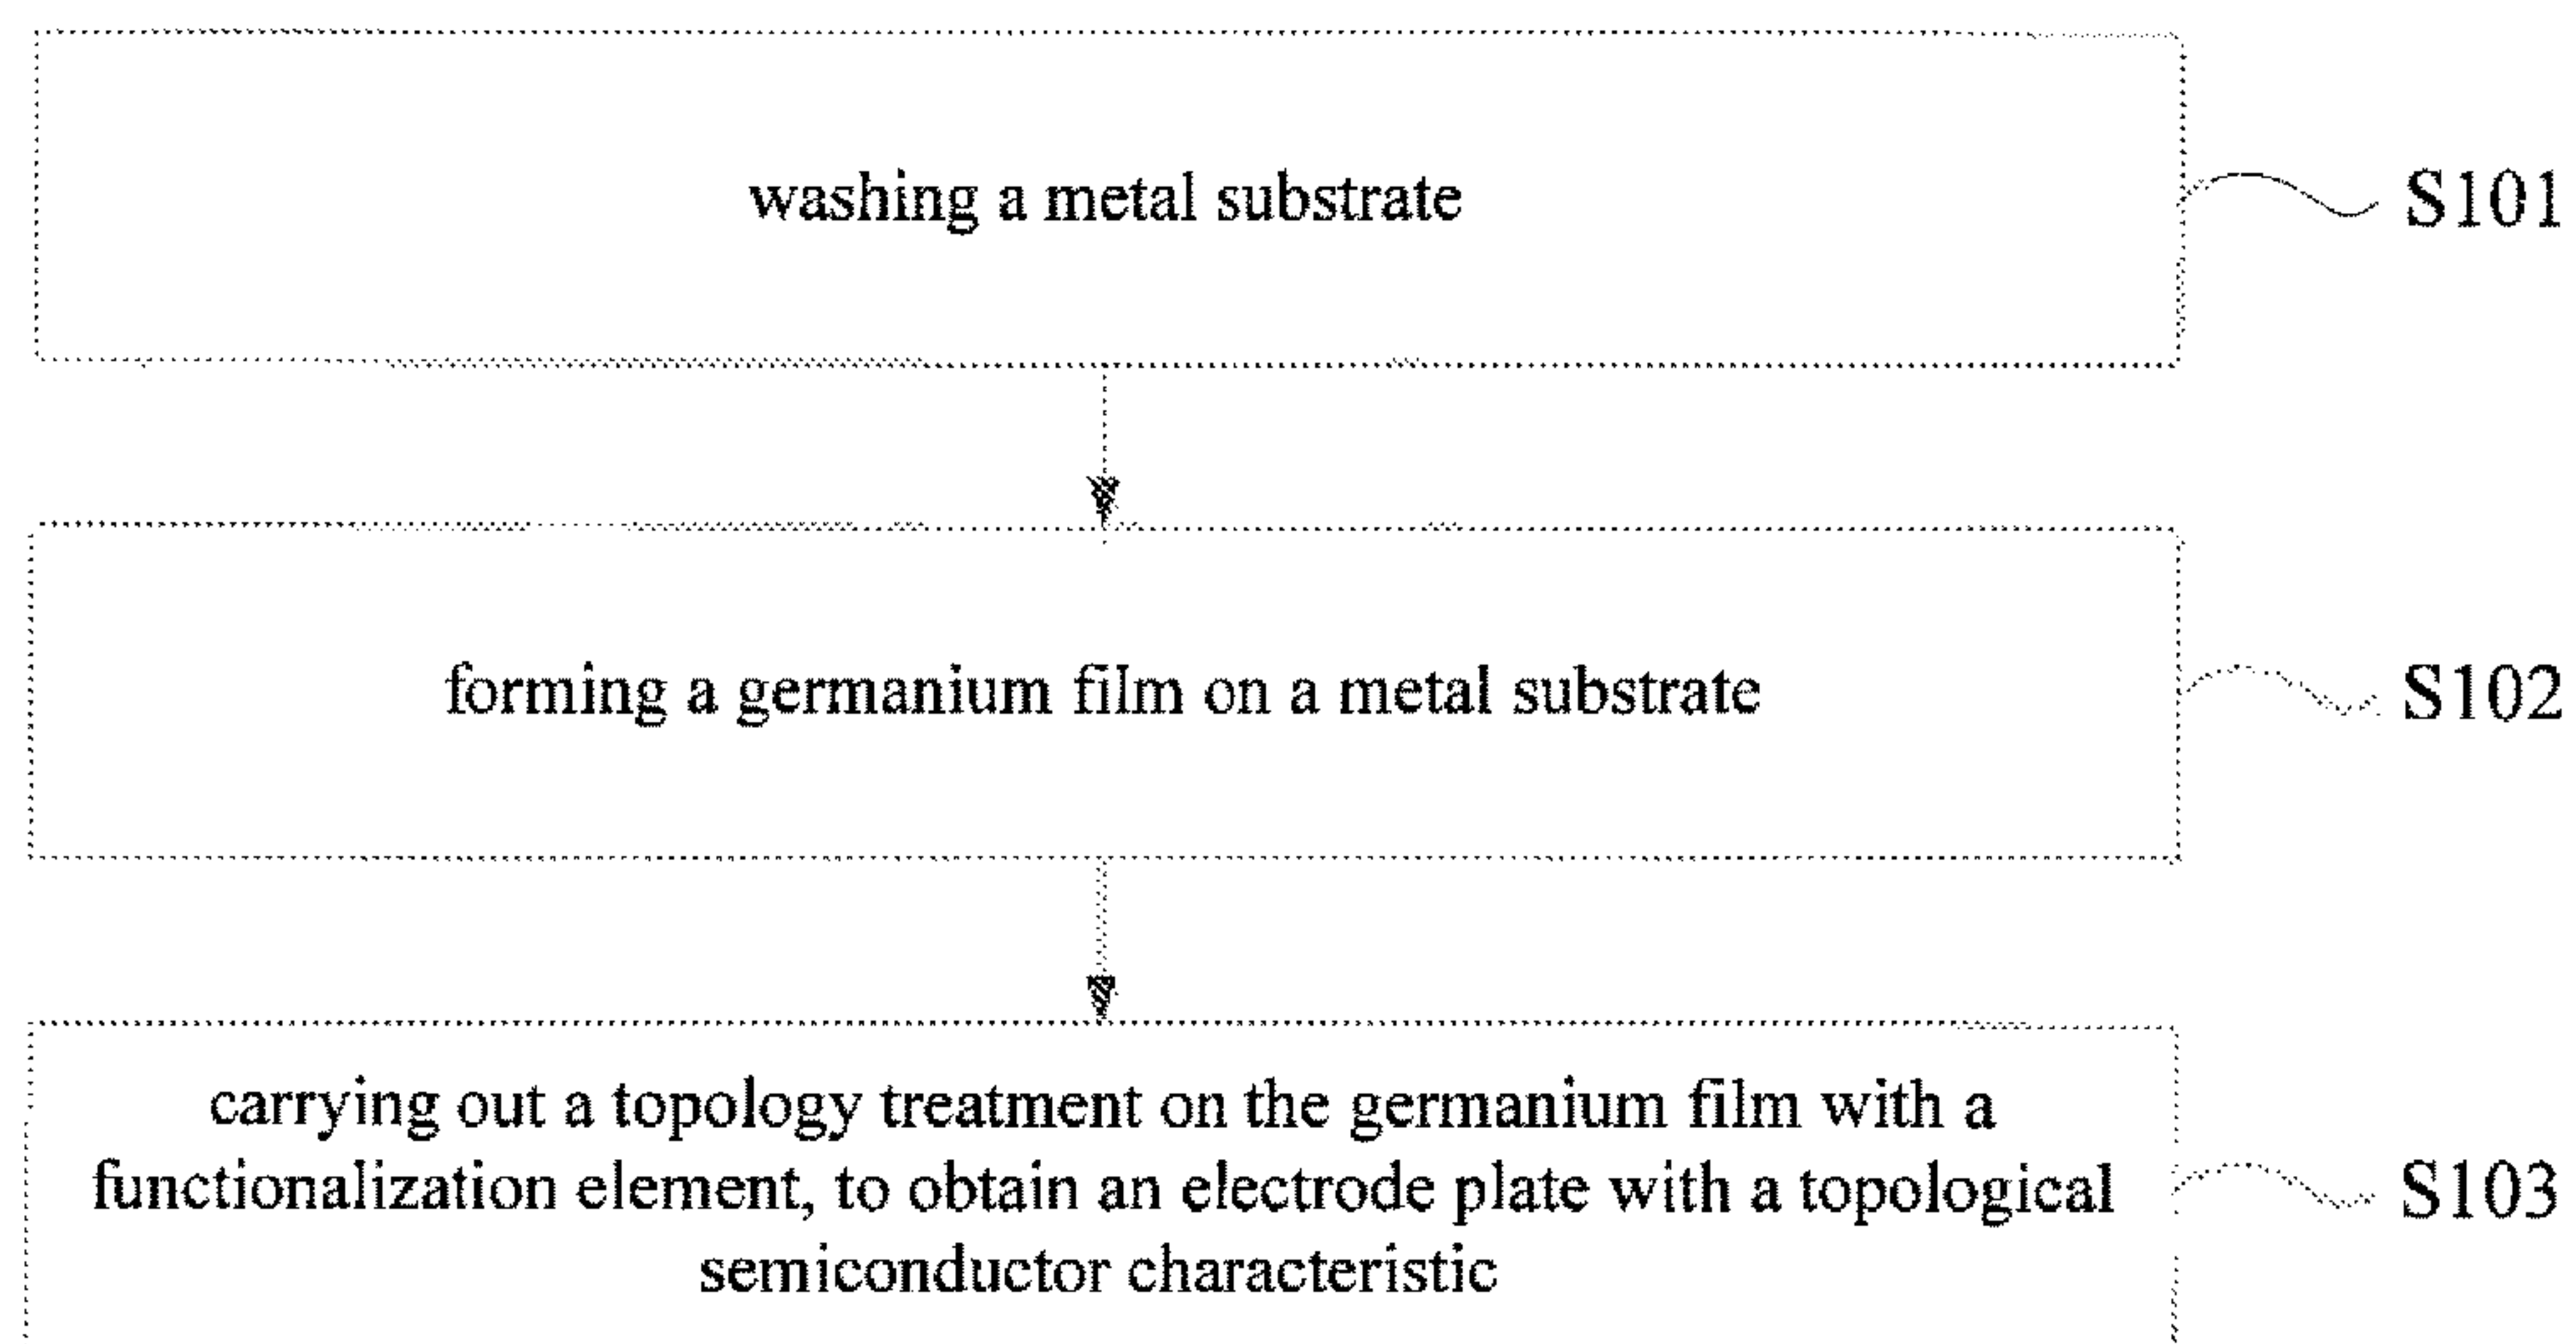 washing a metal substrate
S101
forming a germanium film on a metal substrate
S102
carrying out a topology treatment on the germanium film with a
functionalization element, to obtain an electrode plate with a topological
semiconductor characteristic
S103